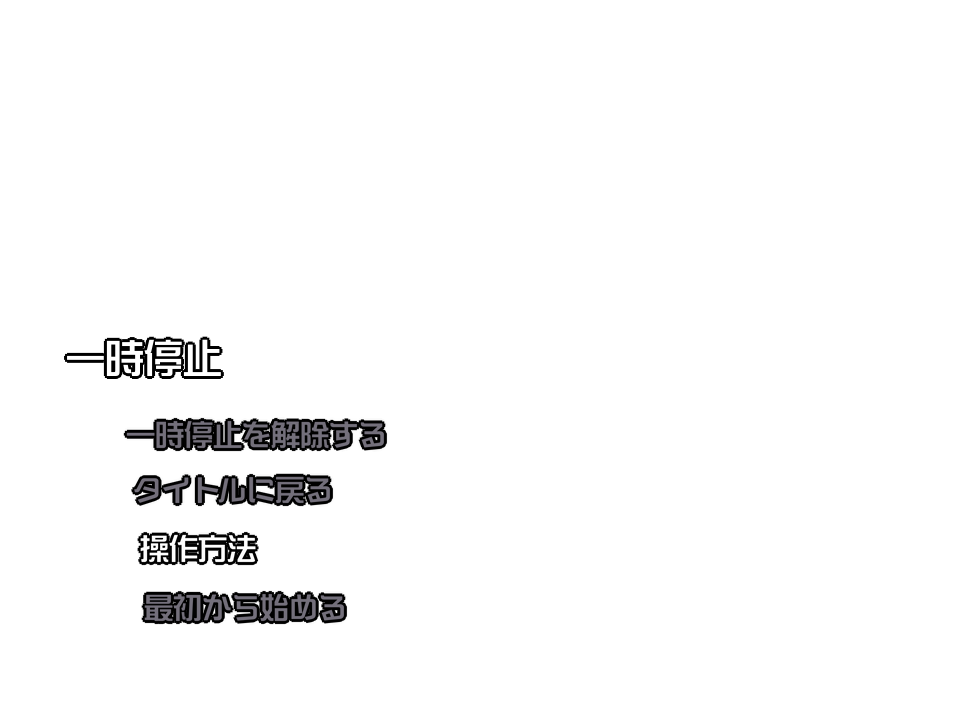 一時停止
一時停止を解除する
タイトルに戻る
操作方法
最初から始める